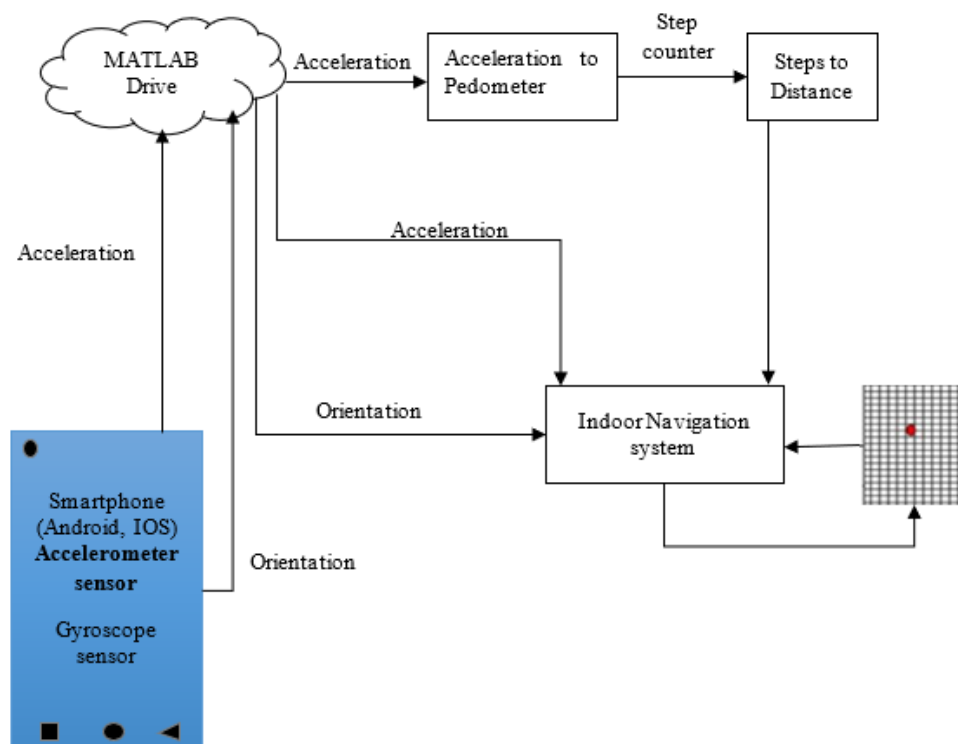 MATLAB
Drive
Acceleration
Acceleration to
Pedometer
Step
counter
Steps to
Distance
Acceleration
Acceleration
Orientation
Indoor Navigation
system
Smartphone
(Android, IOS)
Accelerometer
sensor
Gyroscope
sensor
Orientation